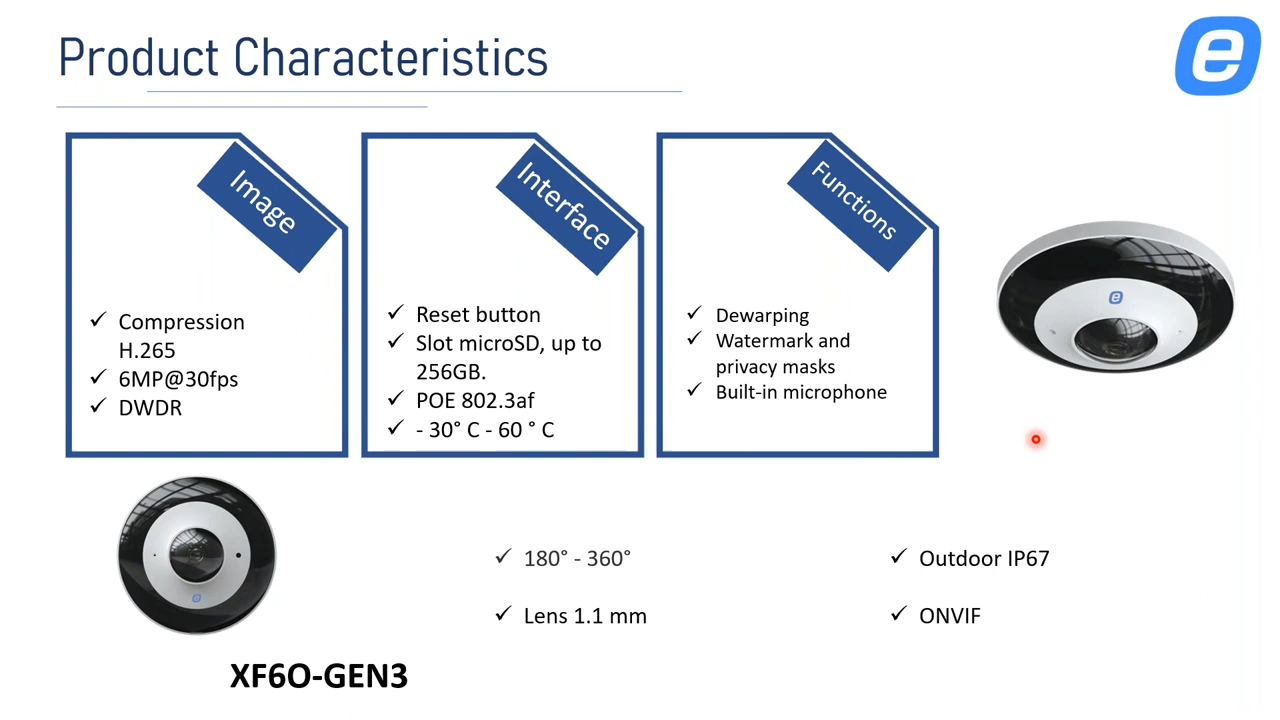 Product Characteristics
e
Image
Compression
H.265
6MP@30fps
DWDR
Interface
Reset button
Slot microSD, up to
256GB.
POE 802.3af
- 30° C - 60 ° C
Functions
Dewarping
Watermark and
privacy masks
Built-in microphone
e
e
180° - 360°
Lens 1.1 mm
Outdoor IP67
ONVIF
XF6O-GEN3